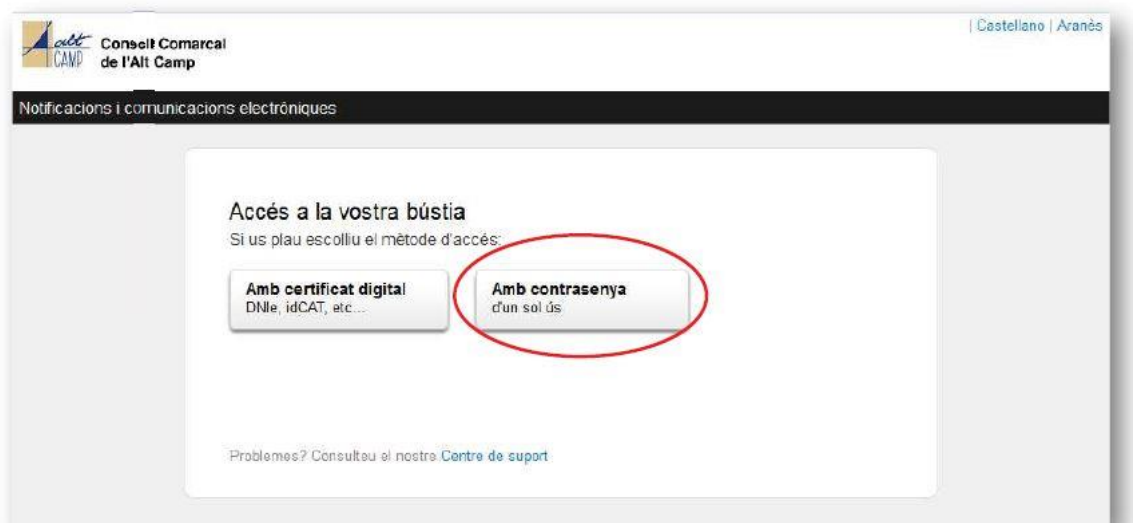 | Castellano | Aranès
alt
CAMP
Consell Comarcal
de l'Alt Camp
Notificacions i comunicacions electròniques
Accés a la vostra bústia
Si us plau escolliu el mètode d'accés:
Amb certificat digital
DNIe, idCAT, etc...
Amb contrasenya
d'un sol ús
Problemes? Consulteu el nostre Centre de suport